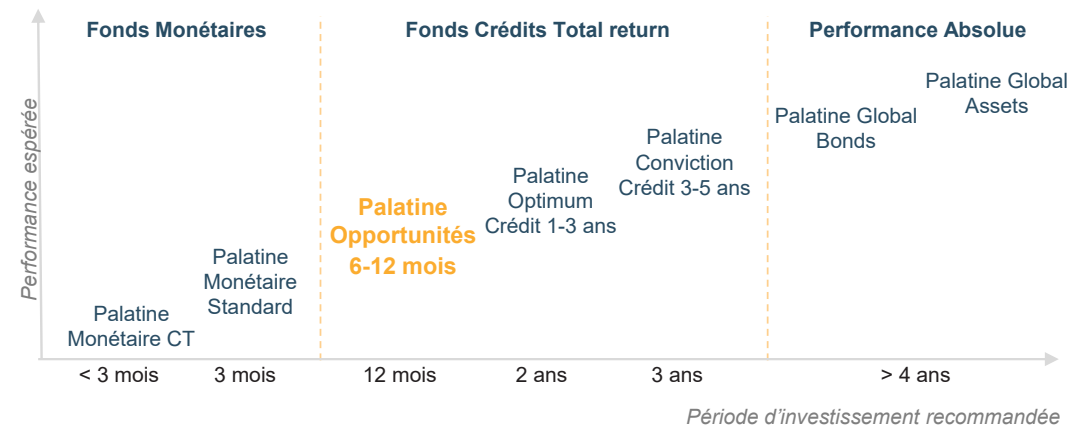 Fonds Monétaires
Fonds Crédits Total return
Performance Absolue
Performance espérée
Palatine
Monétaire CT
Palatine
Monétaire
Standard
Palatine
Opportunités
6-12 mois
Palatine
Optimum
Crédit 1-3 ans
Palatine
Conviction
Crédit 3-5 ans
Palatine Global
Bonds
Palatine Global
Assets
< 3 mois
3 mois
12 mois
2 ans
3 ans
> 4 ans
Période d’investissement recommandée